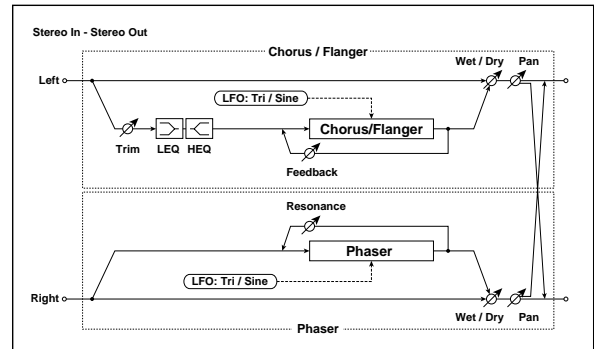 Stereo In - Stereo Out
Chorus / Flanger
Wet / Dry
Pan
Left
LFO: Tri / Sine
Chorus/Flanger
Trim
LEQ
HEQ
Feedback
Resonance
Phaser
LFO: Tri / Sine
Right
Wet / Dry
Pan
Phaser